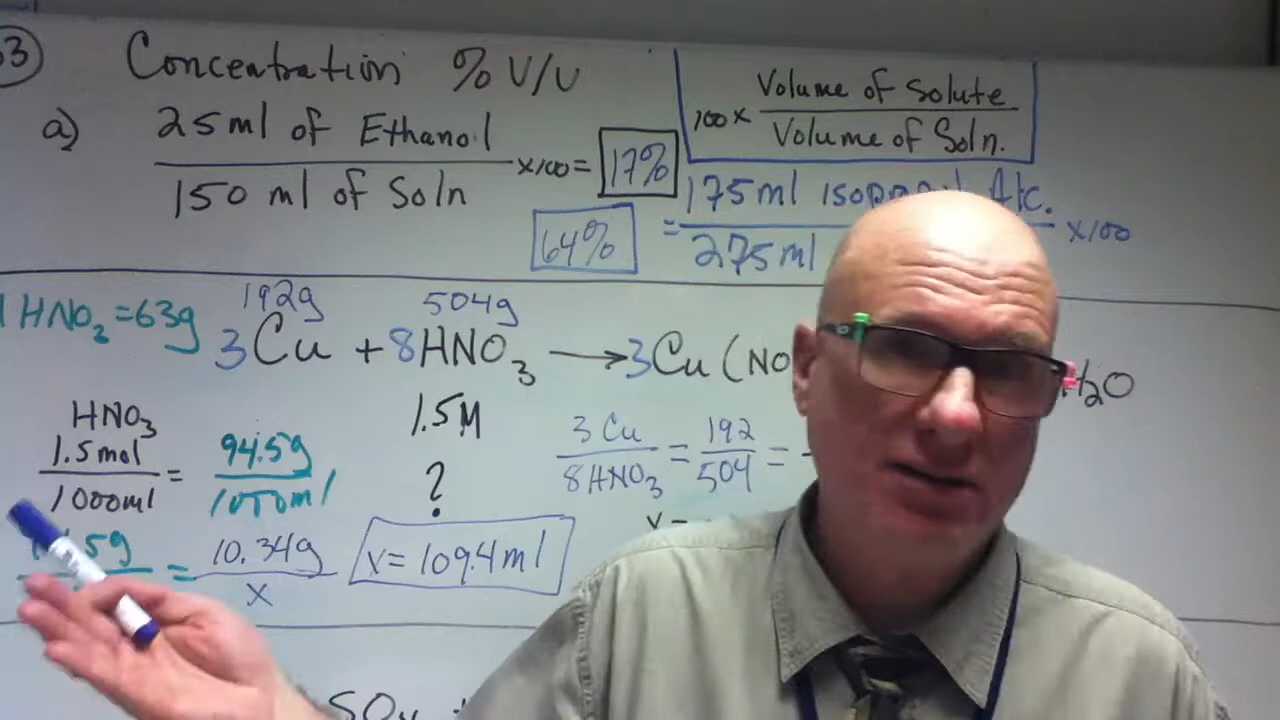 Concentration % V/V
100 x Volume of Solute / Volume of Soln.
a) 25 ml of Ethanol / 150 ml of Soln x100 = 17%
64% = 175 ml / 275 ml x100
HNO3 = 63g
192g 504g
3Cu + 8HNO3 → 3Cu(NO H2O
HNO3 1.5M
1.5 mol / 1000 ml = 94.5g / 1000 ml
?
3 Cu / 8 HNO3 = 192 / 504 =
5g = 10.34g / x
x = 109.4 ml